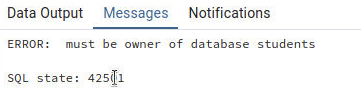 Data Output Messages Notifications
ERROR:  must be owner of database students
SQL state: 42501